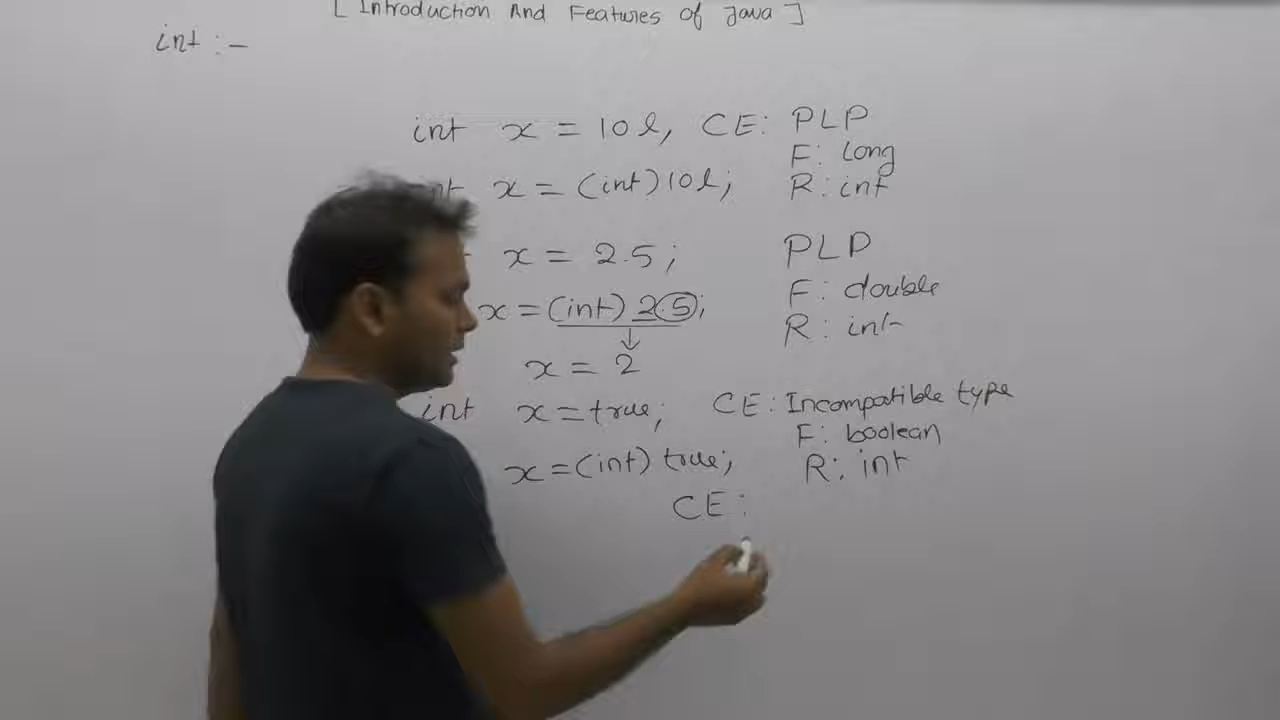 [ Introduction And Features of Java ]
int : –
int x = 10l, CE: PLP
F: long
x = (int) 10l; R: int
x = 2.5; PLP
F: double
x = (int) 2.5;
R: int
x = 2
int x = true; CE: Incompatible type
F: boolean
x = (int) true; R: int
CE: